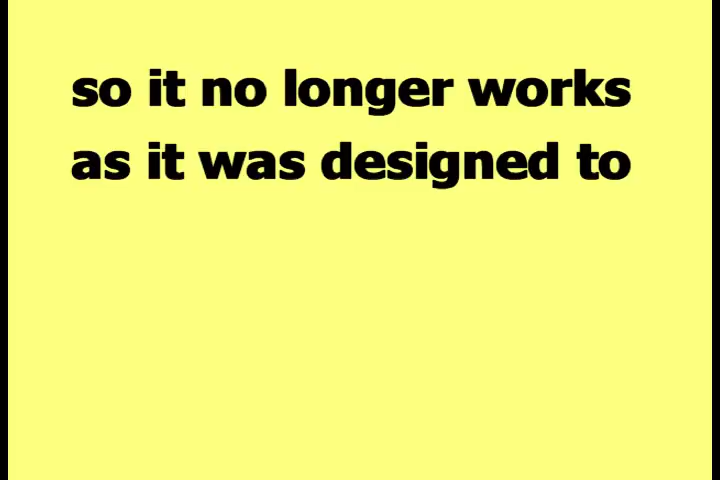 so it no longer works
as it was designed to